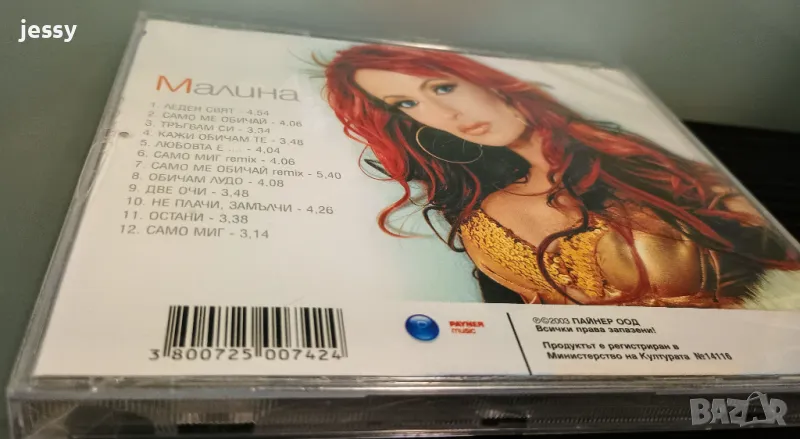 jessy
Малина
1. ЛЕДЕН СВЯТ - 4,54
2. САМО МЕ ОБИЧАЙ - 4,06
3. ТРЪГВАМ СИ - 3,34
4. КАЖИ ОБИЧАМ ТЕ - 3,48
5. ЛЮБОВТА Е ... - 4,04
6. САМО МИГ remix - 4,06
7. САМО МЕ ОБИЧАЙ remix - 5,40
8. ОБИЧАМ ЛУДО - 4,08
9. ДВЕ ОЧИ - 3,48
10. НЕ ПЛАЧИ, ЗАМЪЛЧИ - 4,26
11. ОСТАНИ - 3,38
12. САМО МИГ - 3,14
3 800725 007424
P PAYNER
music
℗©2003 ПАЙНЕР ООД
Всички права запазени!
Продуктът е регистриран в
Министерство на Културата №14116
BAZAR